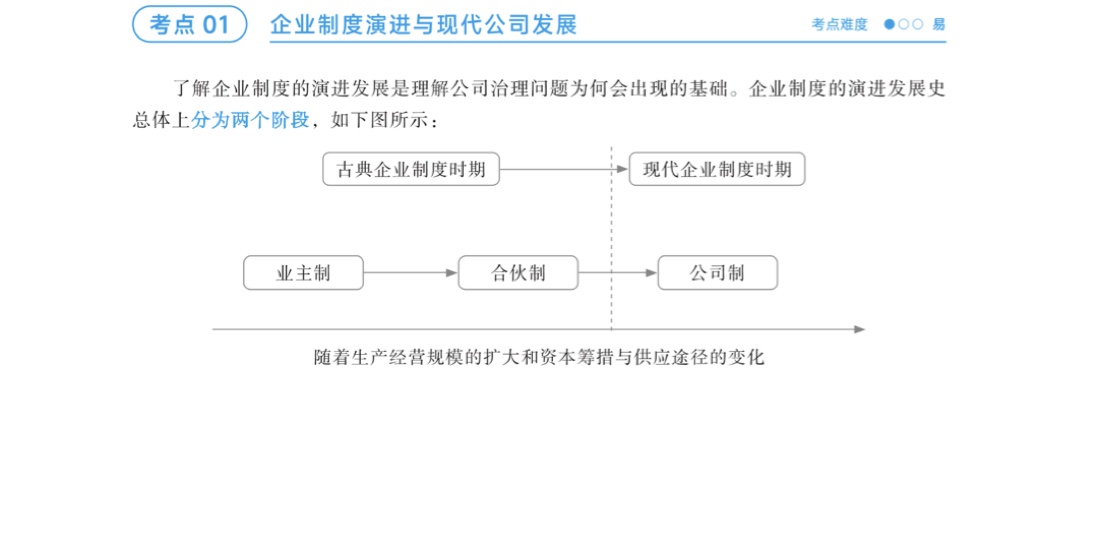 考点 01 企业制度演进与现代公司发展 考点难度 ●○○ 易
了解企业制度的演进发展是理解公司治理问题为何会出现的基础。企业制度的演进发展史
总体上分为两个阶段，如下图所示：
古典企业制度时期 现代企业制度时期
业主制 合伙制 公司制
随着生产经营规模的扩大和资本筹措与供应途径的变化